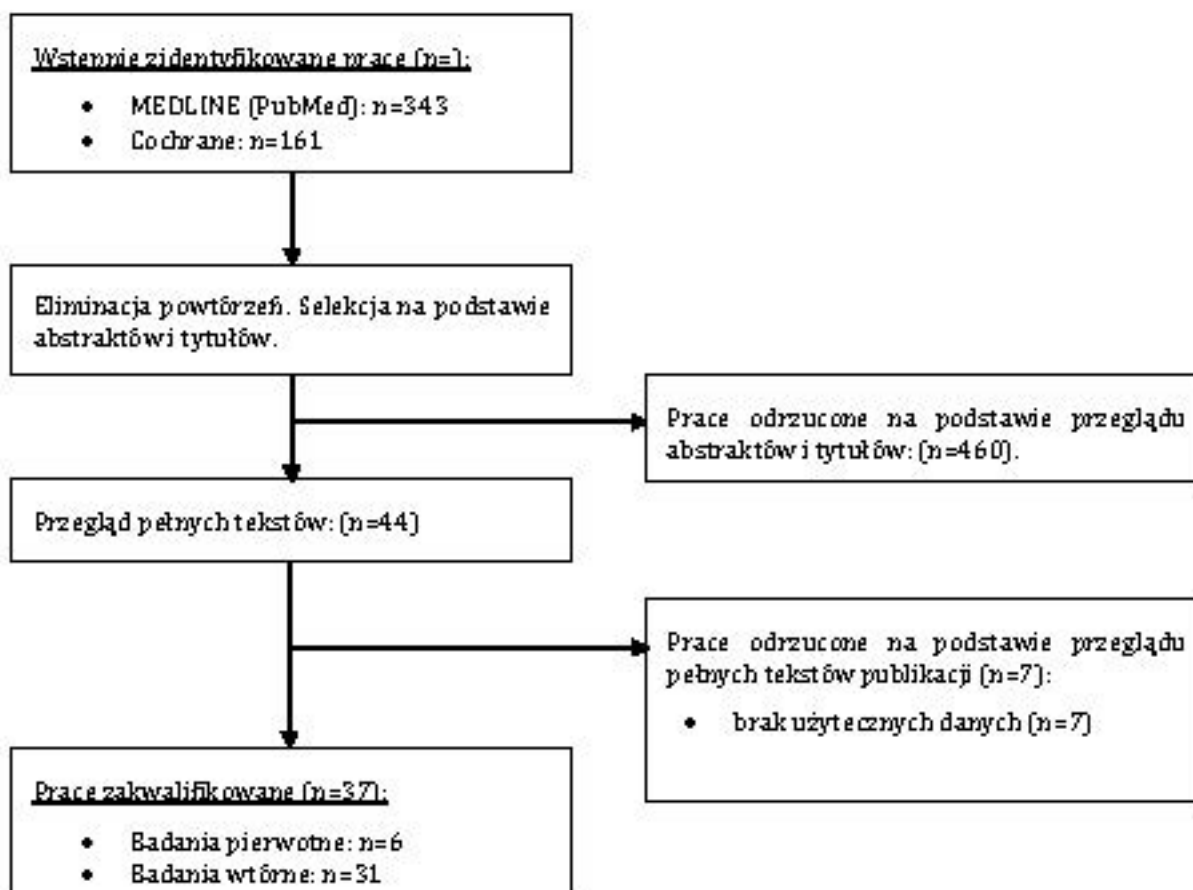 Wstępnie zidentyfikowane prace (n=):
• MEDLINE (PubMed): n=343
• Cochrane: n=161
Eliminacja powtórzeń. Selekcja na podstawie
abstraktów i tytułów.
Prace odrzucone na podstawie przeglądu
abstraktów i tytułów: (n=460).
Przegląd pełnych tekstów: (n=44)
Prace odrzucone na podstawie przeglądu
pełnych tekstów publikacji (n=7):
• brak użytecznych danych (n=7)
Prace zakwalifikowane (n=37):
• Badania pierwotne: n=6
• Badania wtórne: n=31